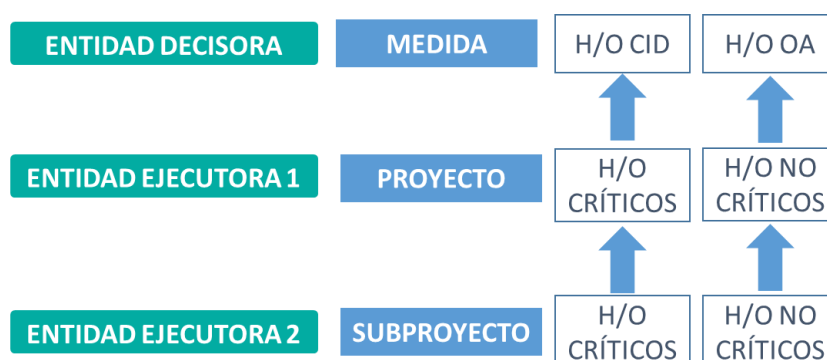 ENTIDAD DECISORA
MEDIDA
H/O CID
H/O OA
ENTIDAD EJECUTORA 1
PROYECTO
H/O
CRÍTICOS
H/O NO
CRÍTICOS
ENTIDAD EJECUTORA 2
SUBPROYECTO
H/O
CRÍTICOS
H/O NO
CRÍTICOS